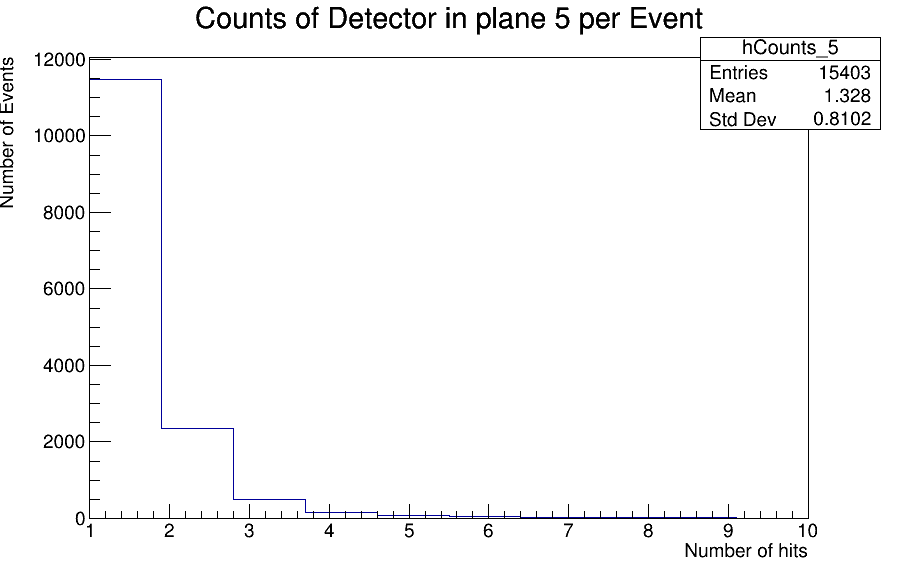 Counts of Detector in plane 5 per Event
hCounts_5
Entries 15403
Mean 1.328
Std Dev 0.8102
Number of Events
12000
10000
8000
6000
4000
2000
0
1 2 3 4 5 6 7 8 9 10
Number of hits